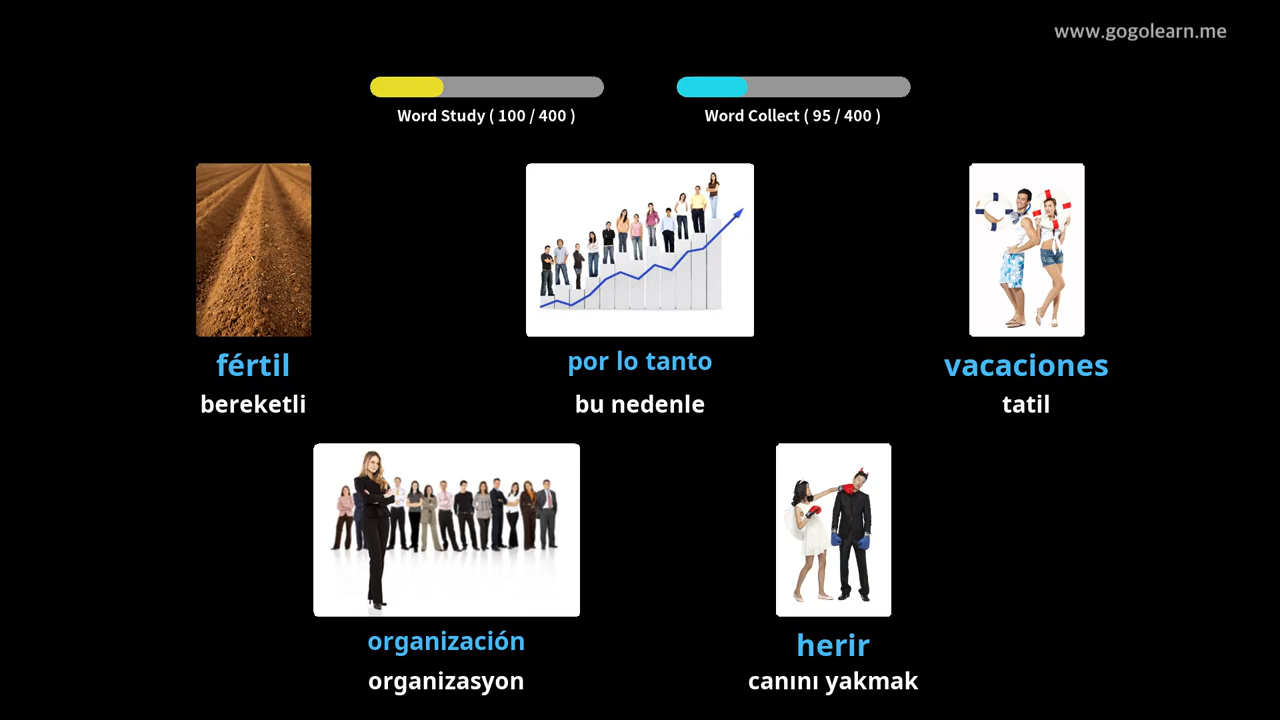 www.gogolearn.me
Word Study ( 100 / 400 )
Word Collect ( 95 / 400 )
fértil
bereketli
por lo tanto
bu nedenle
vacaciones
tatil
organización
organizasyon
herir
canını yakmak